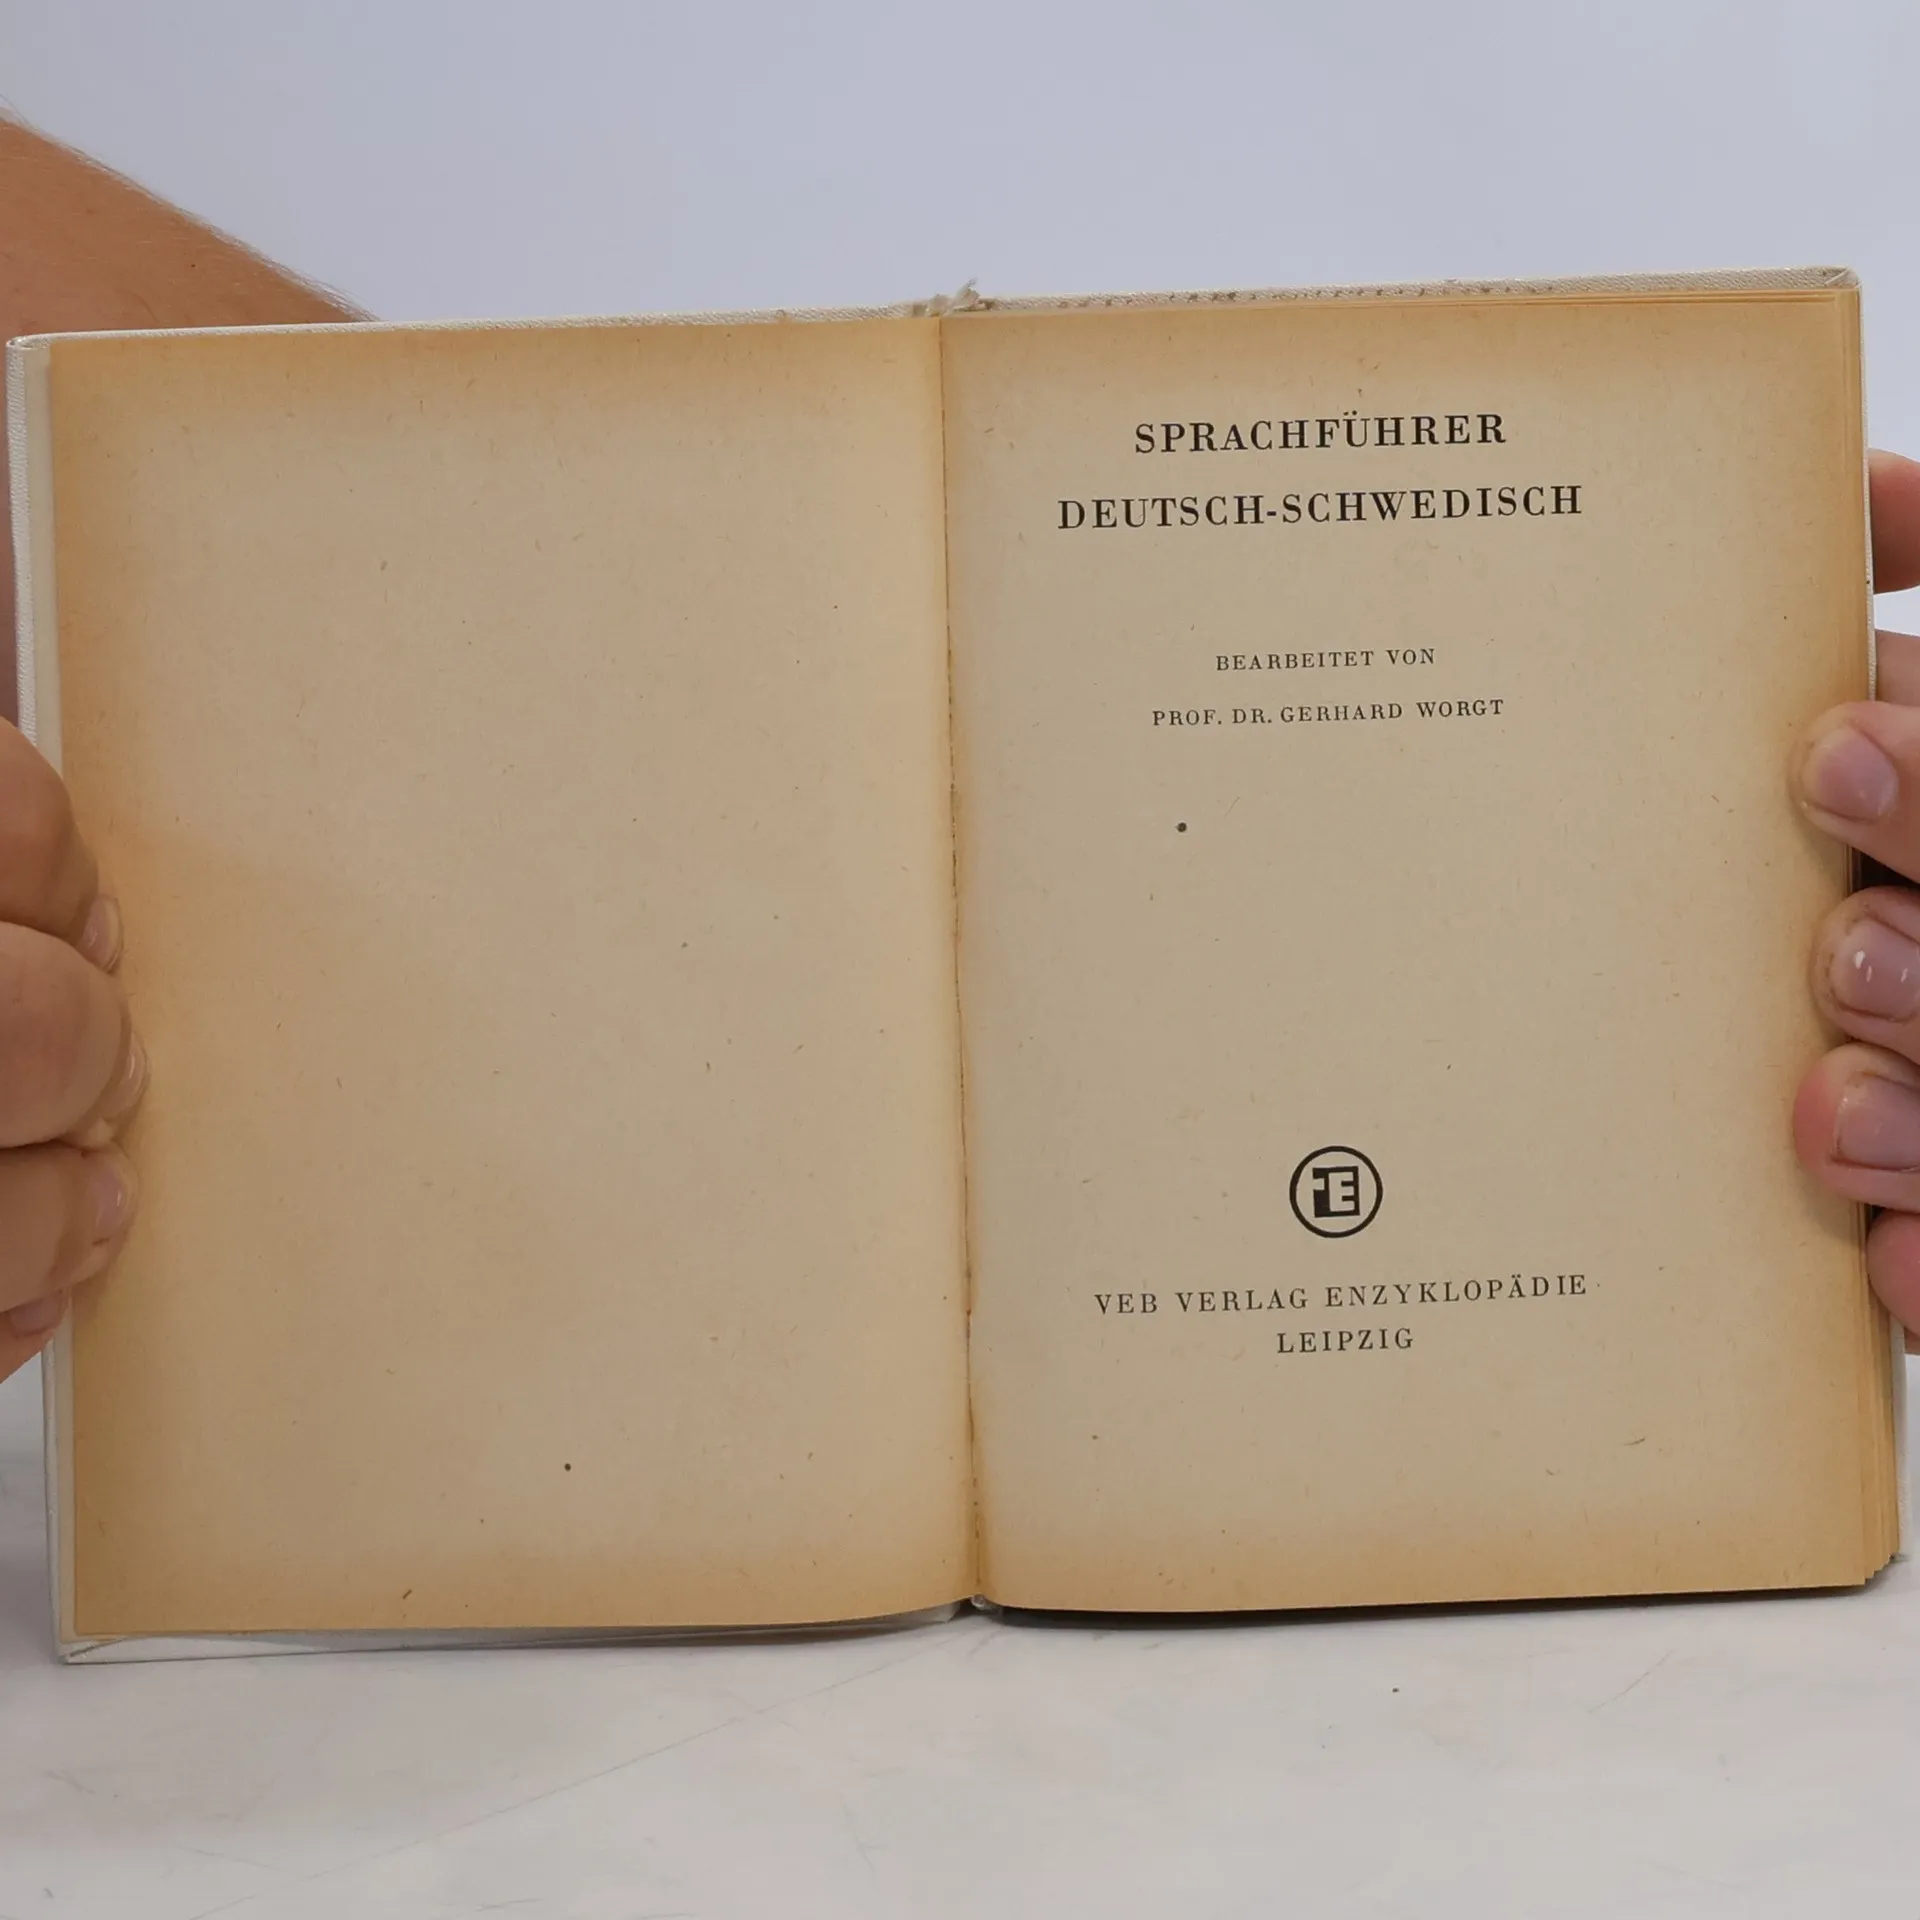 SPRACHFÜHRER
DEUTSCH-SCHWEDISCH
BEARBEITET VON
PROF. DR. GERHARD WORGT
VEB VERLAG ENZYKLOPÄDIE
LEIPZIG